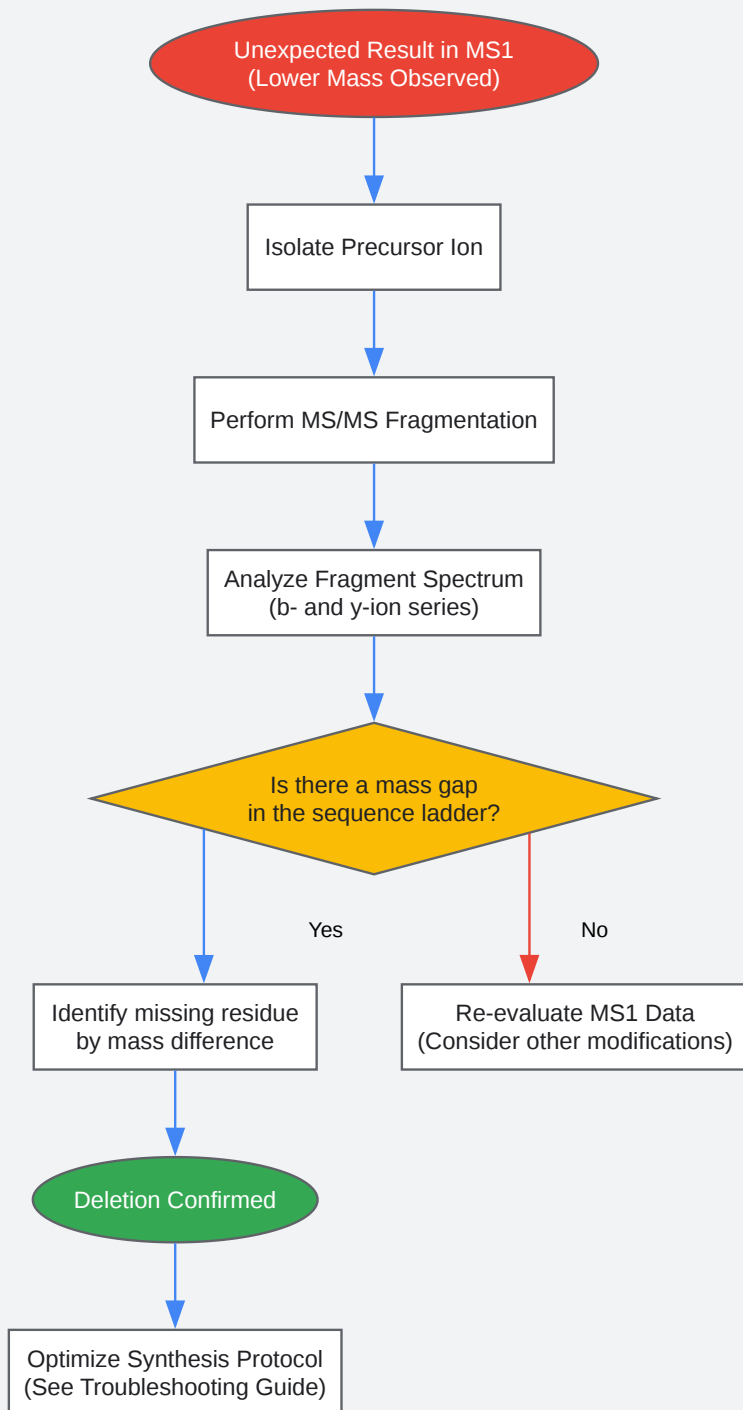 Unexpected Result in MS1
(Lower Mass Observed)
Isolate Precursor Ion
Perform MS/MS Fragmentation
Analyze Fragment Spectrum
(b- and y-ion series)
Is there a mass gap
in the sequence ladder?
Yes
No
Identify missing residue
by mass difference
Re-evaluate MS1 Data
(Consider other modifications)
Deletion Confirmed
Optimize Synthesis Protocol
(See Troubleshooting Guide)